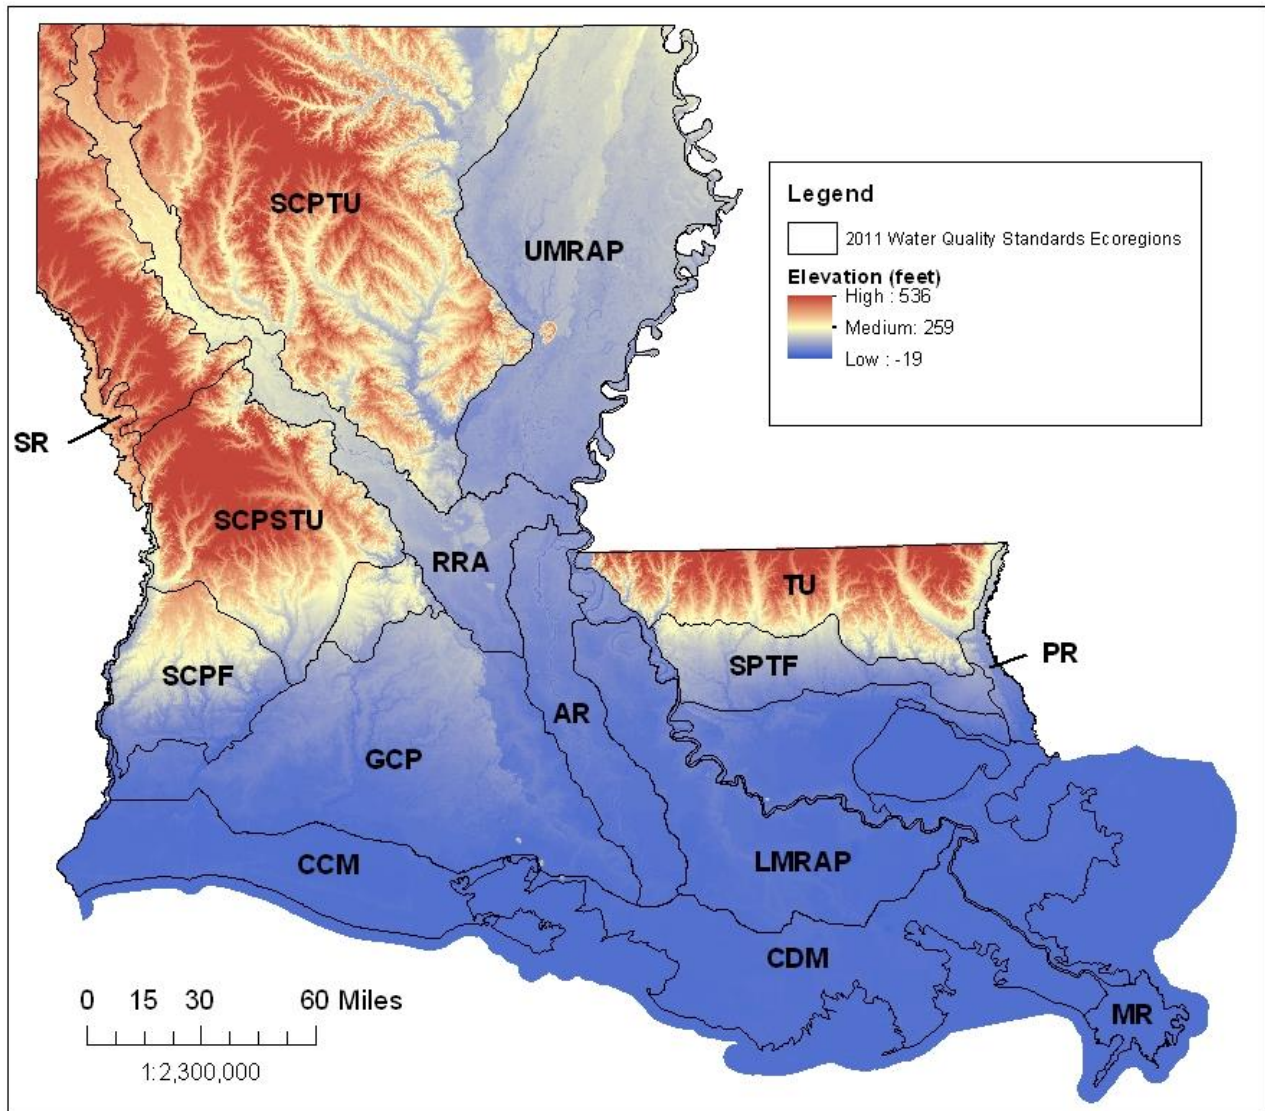 SCPTU
UMRAP
Legend
2011 Water Quality Standards Ecoregions
Elevation (feet)
High : 536
Medium: 259
Low : -19
SR
SCPSTU
RRA
TU
SCPF
SPTF
PR
AR
GCP
CCM
LMRAP
CDM
MR
0 15 30 60 Miles
1:2,300,000